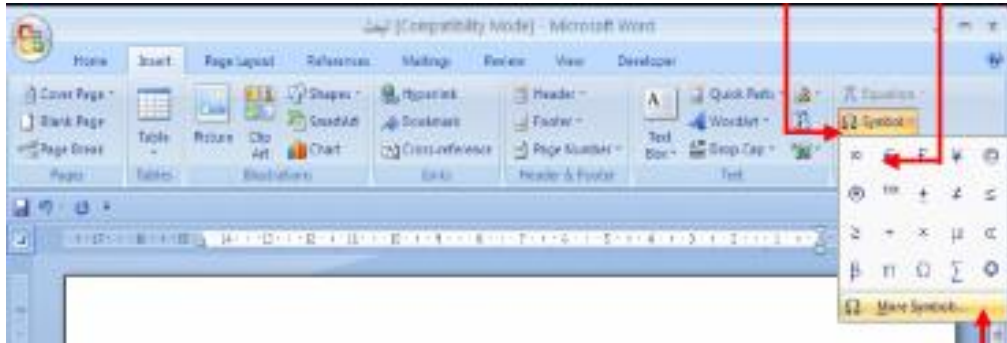 [Compatibility Mode] - Microsoft Word
Home Insert Page Layout References Mailings Review View Developer
Cover Page Shapes Hyperlink Header Quick Parts Equation
Blank Page SmartArt Bookmark Footer WordArt Ω Symbol
Page Break Table Picture Clip Art Chart Cross-reference Page Number Text Box Drop Cap
Pages Tables Illustrations Links Header & Footer Text
∞ € £ ¥ ©
® ™ ± ≠ ≤
≥ ÷ × µ α
β π Ω ∑
Ω More Symbols...